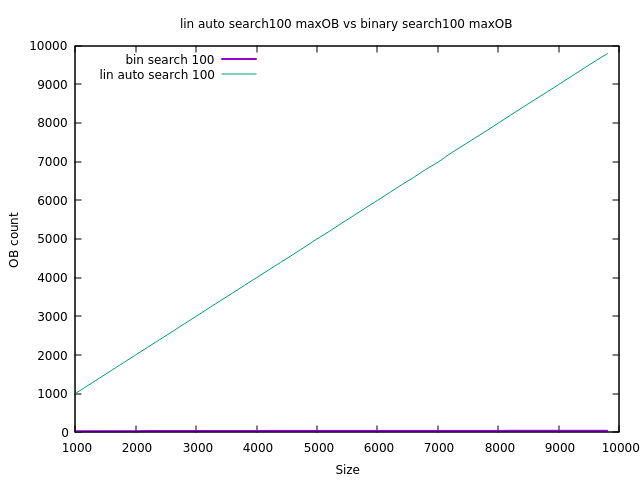 lin auto search100 maxOB vs binary search100 maxOB
bin search 100
lin auto search 100
10000
9000
8000
7000
6000
5000
4000
3000
2000
1000
0
OB count
1000 2000 3000 4000 5000 6000 7000 8000 9000 10000
Size